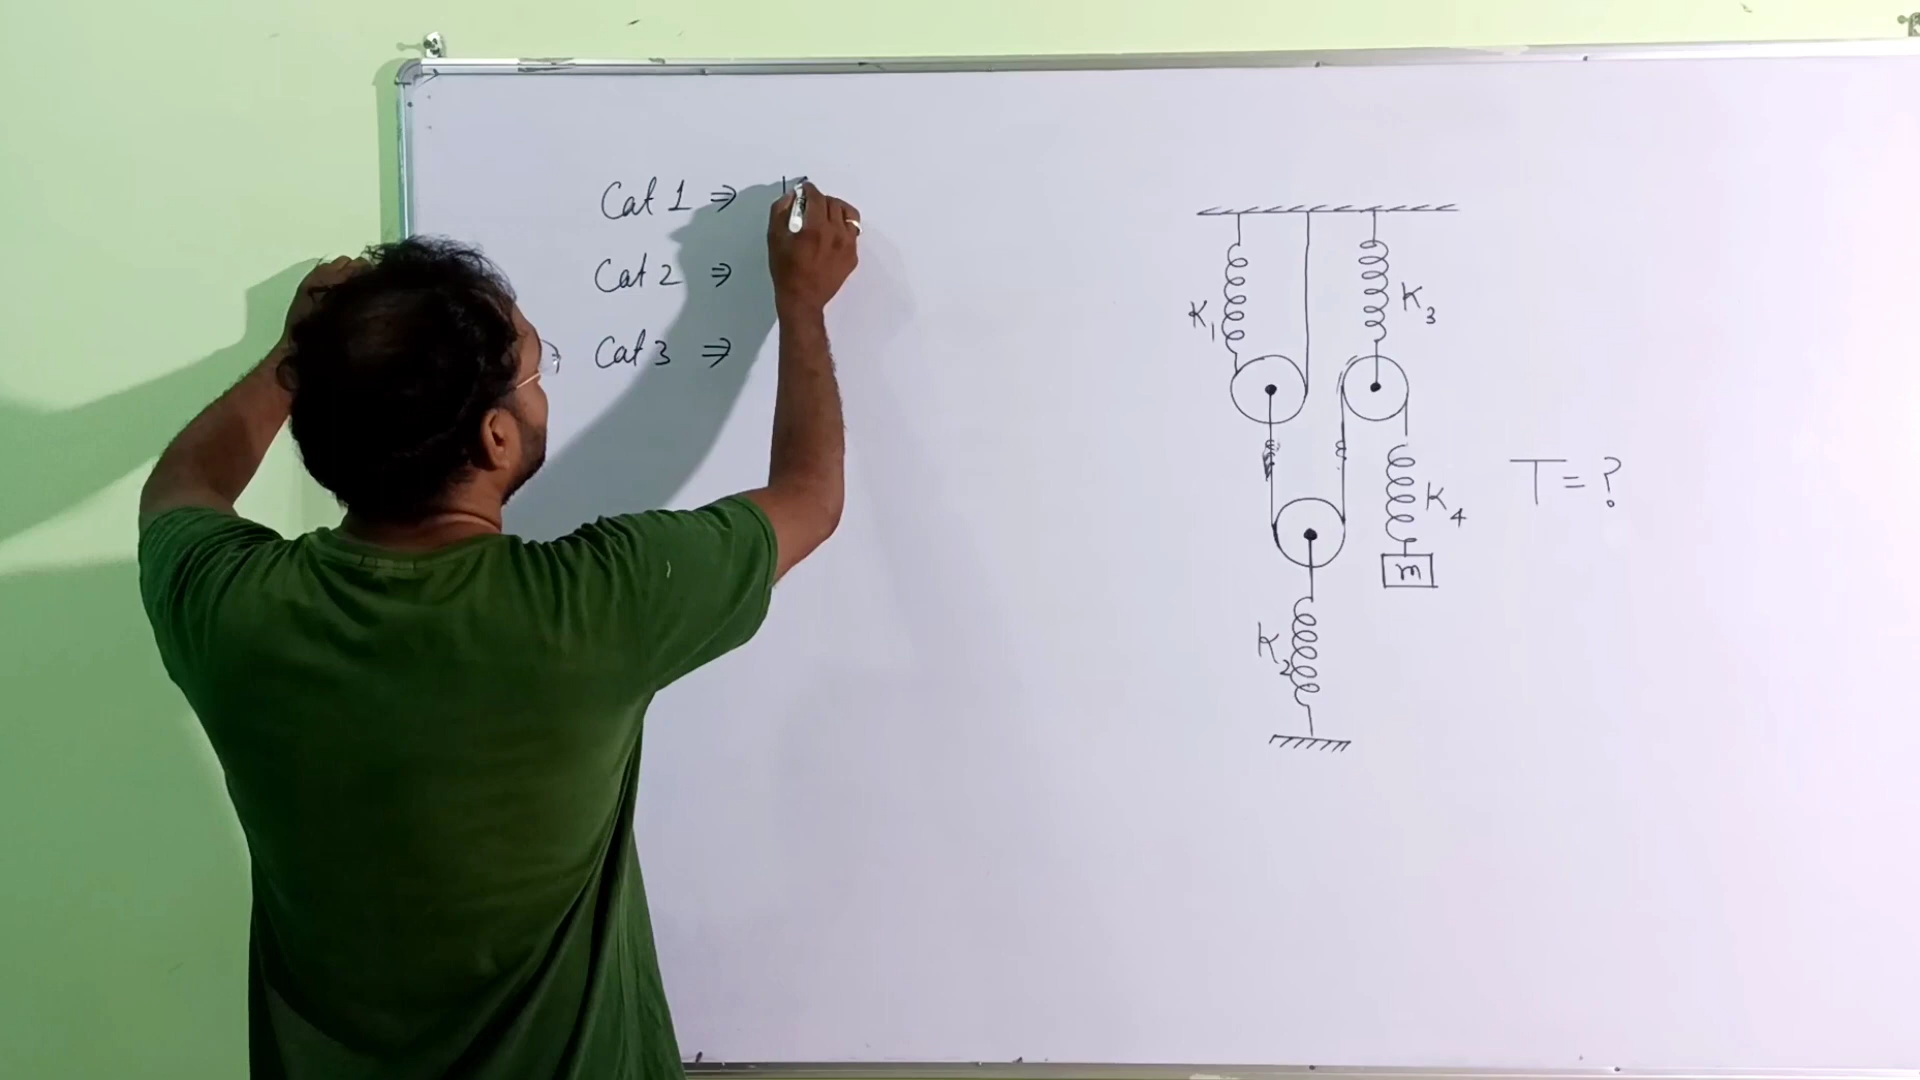 Cat 1 ⇒
Cat 2 ⇒
Cat 3 ⇒
K1
K3
K4
T = ?
m
K2